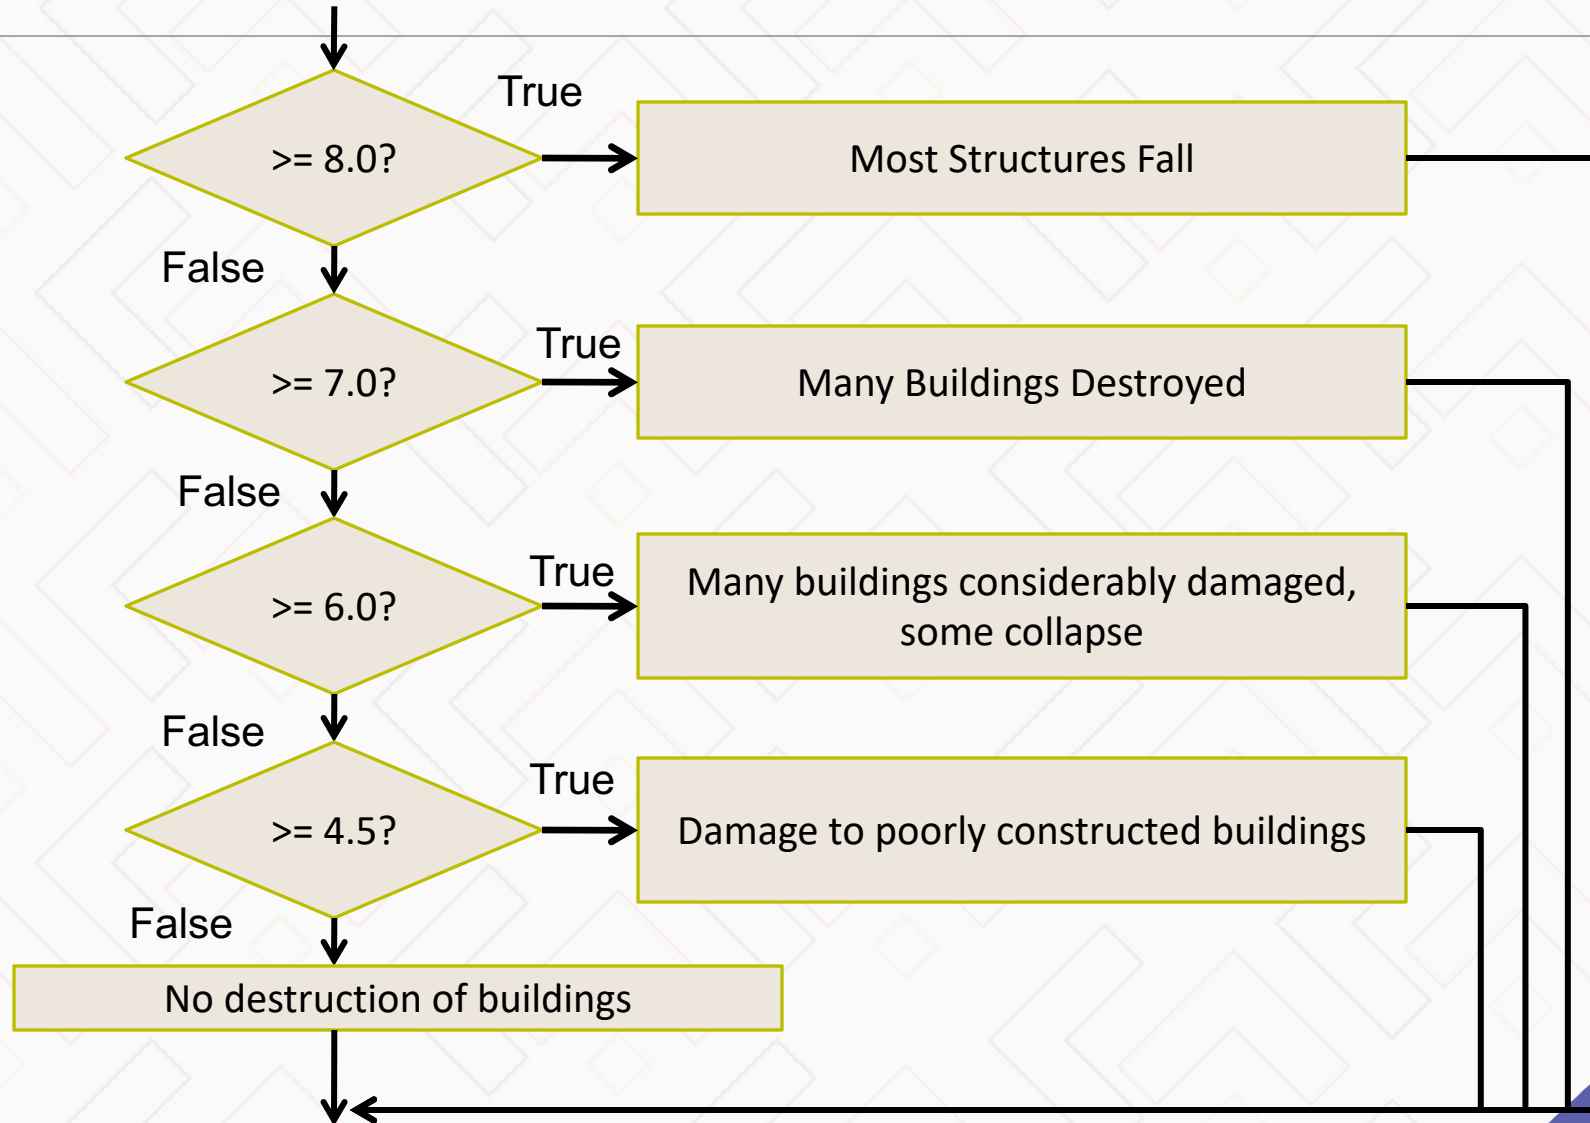 True
>= 8.0?
Most Structures Fall
False
True
>= 7.0?
Many Buildings Destroyed
False
True
>= 6.0?
Many buildings considerably damaged,
some collapse
False
True
>= 4.5?
Damage to poorly constructed buildings
False
No destruction of buildings